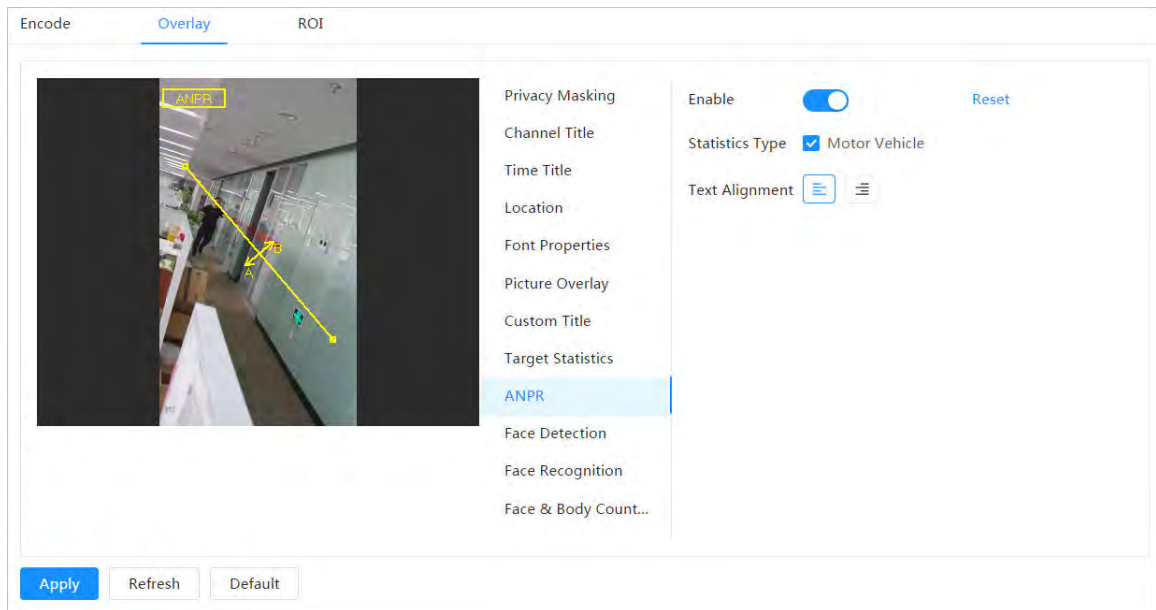 Encode Overlay ROI
ANPR
B
A
Privacy Masking
Channel Title
Time Title
Location
Font Properties
Picture Overlay
Custom Title
Target Statistics
ANPR
Face Detection
Face Recognition
Face & Body Count...
Enable Reset
Statistics Type Motor Vehicle
Text Alignment
Apply Refresh Default